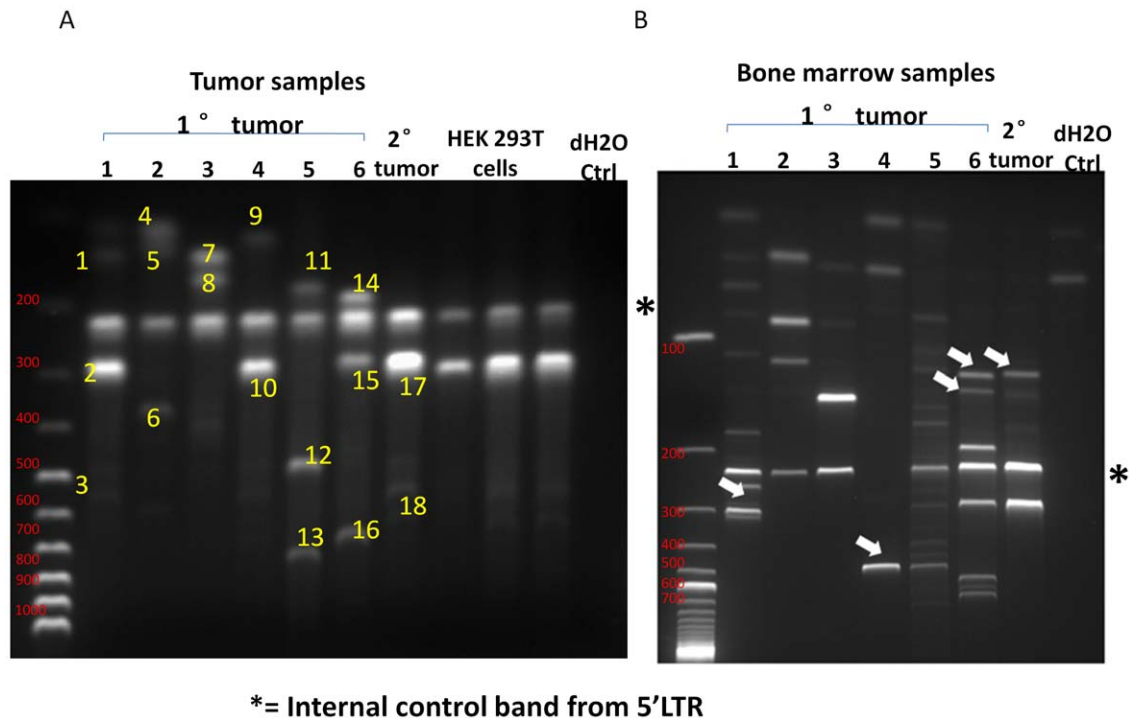 A
B
Tumor samples
1 ° tumor
1 2 3 4 5 6
2°
tumor
HEK 293T
cells
dH2O
Ctrl
Bone marrow samples
1 ° tumor
1 2 3 4 5 6
2°
tumor
dH2O
Ctrl
4 9
1 5 7
8 11 14
200
*
300
2 10 15 17
400
6
500
12
3
600
18
700
13 16
800
900
1000
100
200
*
300
400
500
600
700
*= Internal control band from 5'LTR